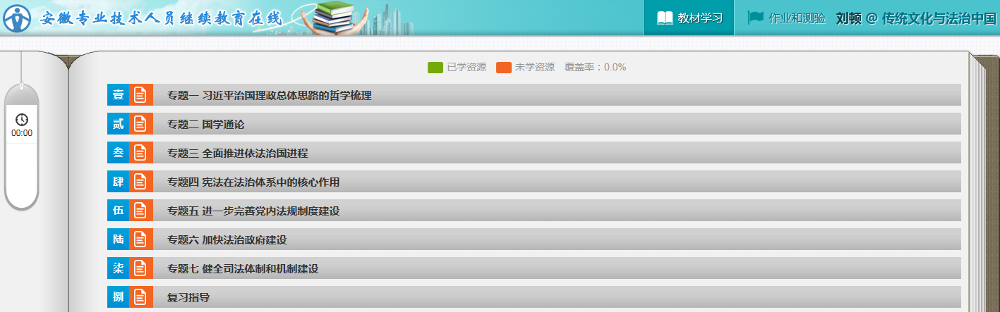 安徽专业技术人员继续教育在线
教材学习 作业和测验 刘顿 @ 传统文化与法治中国
已学资源 未学资源 覆盖率：0.0%
00:00
壹 专题一 习近平治国理政总体思路的哲学梳理
贰 专题二 国学通论
叁 专题三 全面推进依法治国进程
肆 专题四 宪法在法治体系中的核心作用
伍 专题五 进一步完善党内法规制度建设
陆 专题六 加快法治政府建设
柒 专题七 健全司法体制和机制建设
捌 复习指导